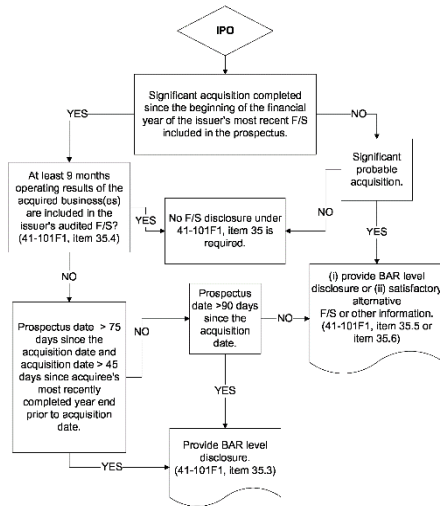 IPO
Significant acquisition completed
since the beginning of the financial
year of the issuer's most recent F/S
included in the prospectus.
YES
NO
At least 9 months
operating results of the
acquired business(es)
are included in the
issuer's audited F/S?
(41-101F1, item 35.4)
Significant
probable
acquisition.
YES
NO
No F/S disclosure under
41-101F1, item 35 is
required.
NO
YES
Prospectus date > 75
days since the
acquisition date and
acquisition date > 45
days since acquiree's
most recently
completed year end
prior to acquisition
date.
NO
Prospectus
date >90 days
since the
acquisition
date.
NO
(i) provide BAR level
disclosure or (ii) satisfactory
alternative
F/S or other information.
(41-101F1, item 35.5 or
item 35.6)
YES
YES
Provide BAR level
disclosure.
(41-101F1, item 35.3)